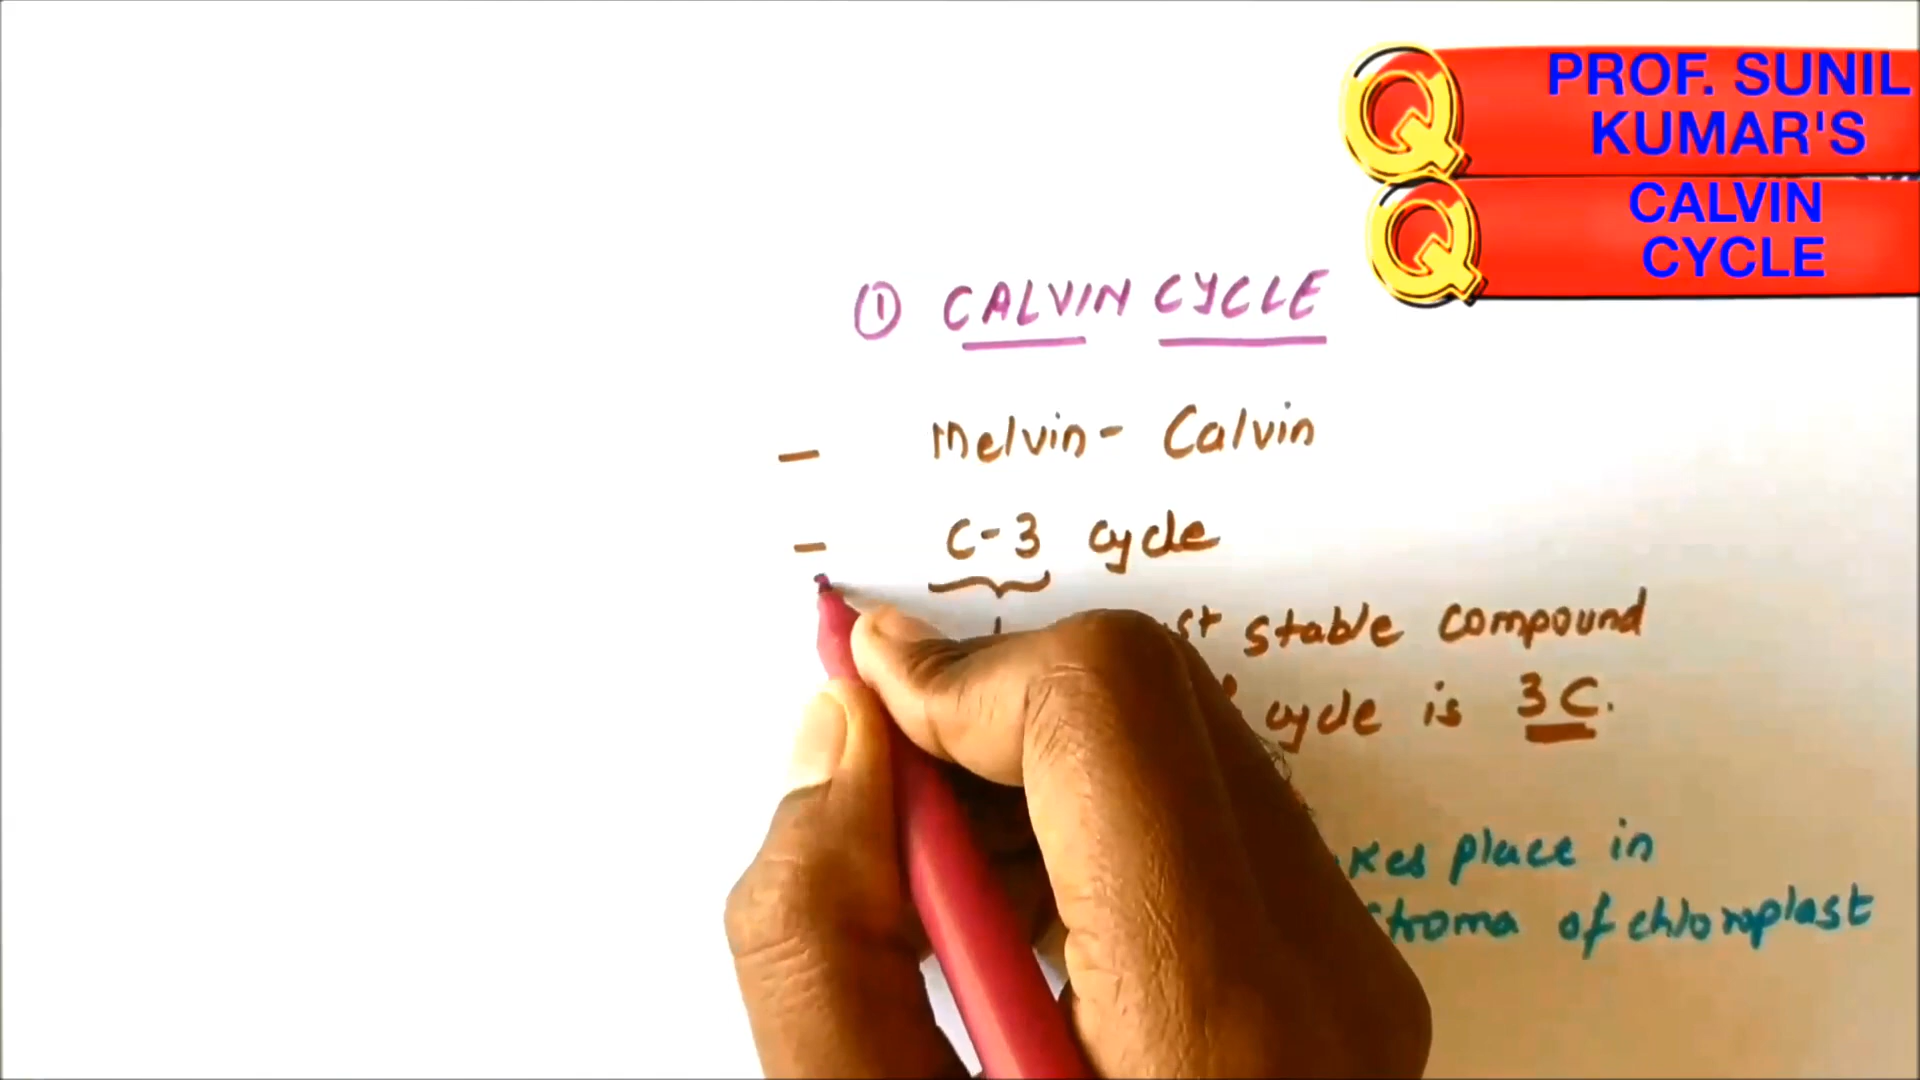 PROF. SUNIL
KUMAR'S
CALVIN
CYCLE
① CALVIN CYCLE
- Melvin- Calvin
- C-3 cycle
stable compound
cycle is 3C.
place in
of chloroplast